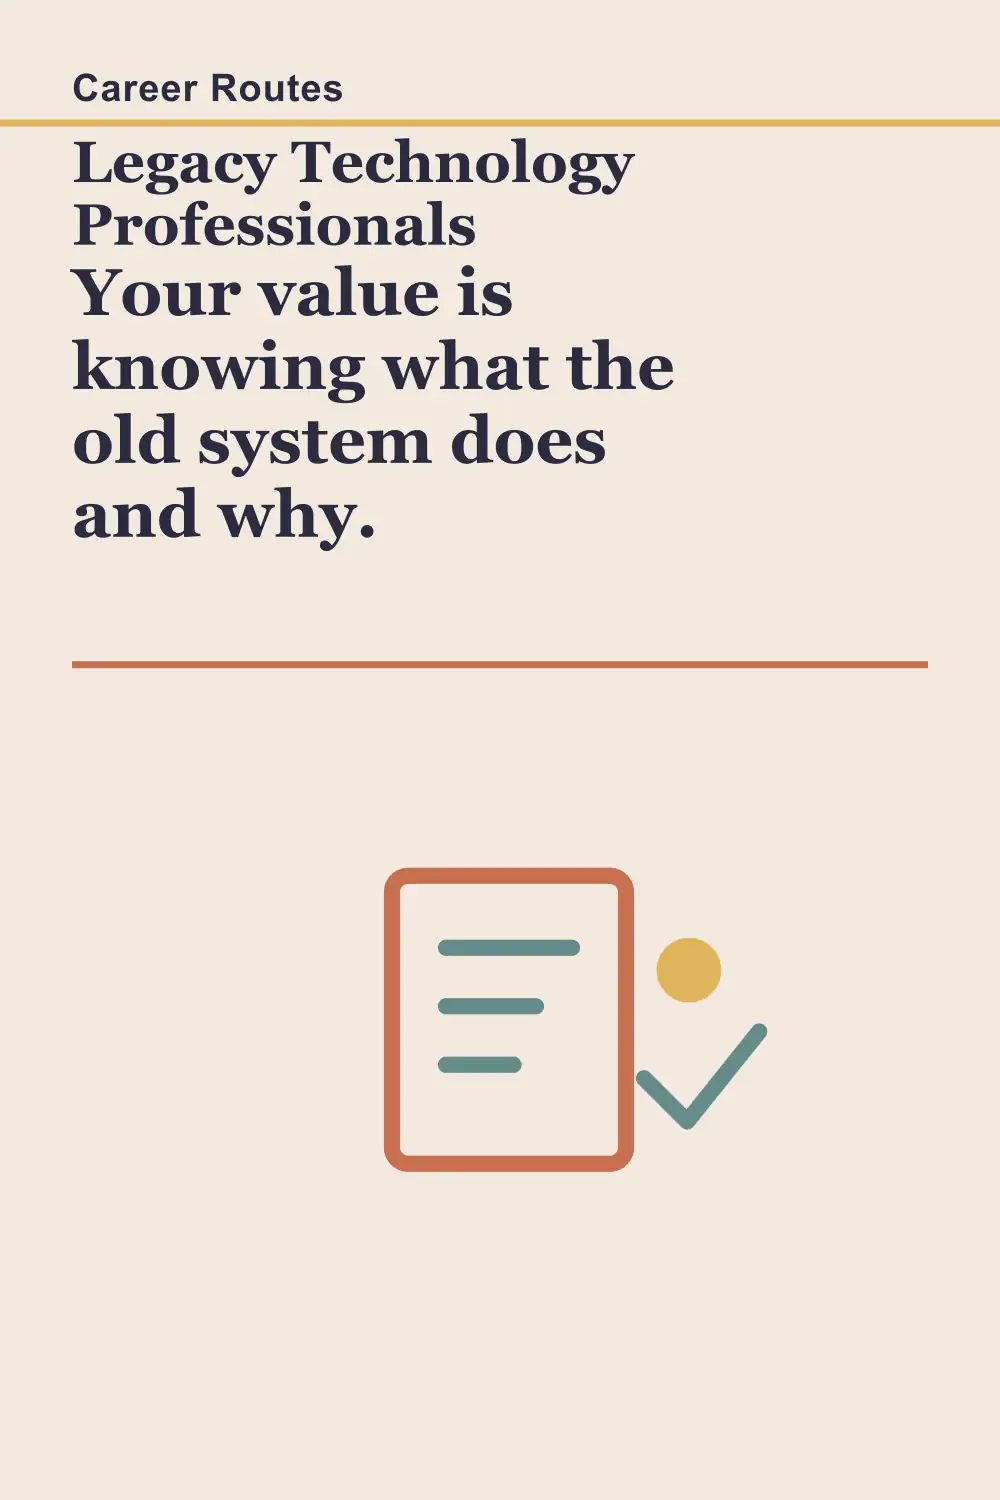 Career Routes
Legacy Technology
Professionals
Your value is
knowing what the
old system does
and why.